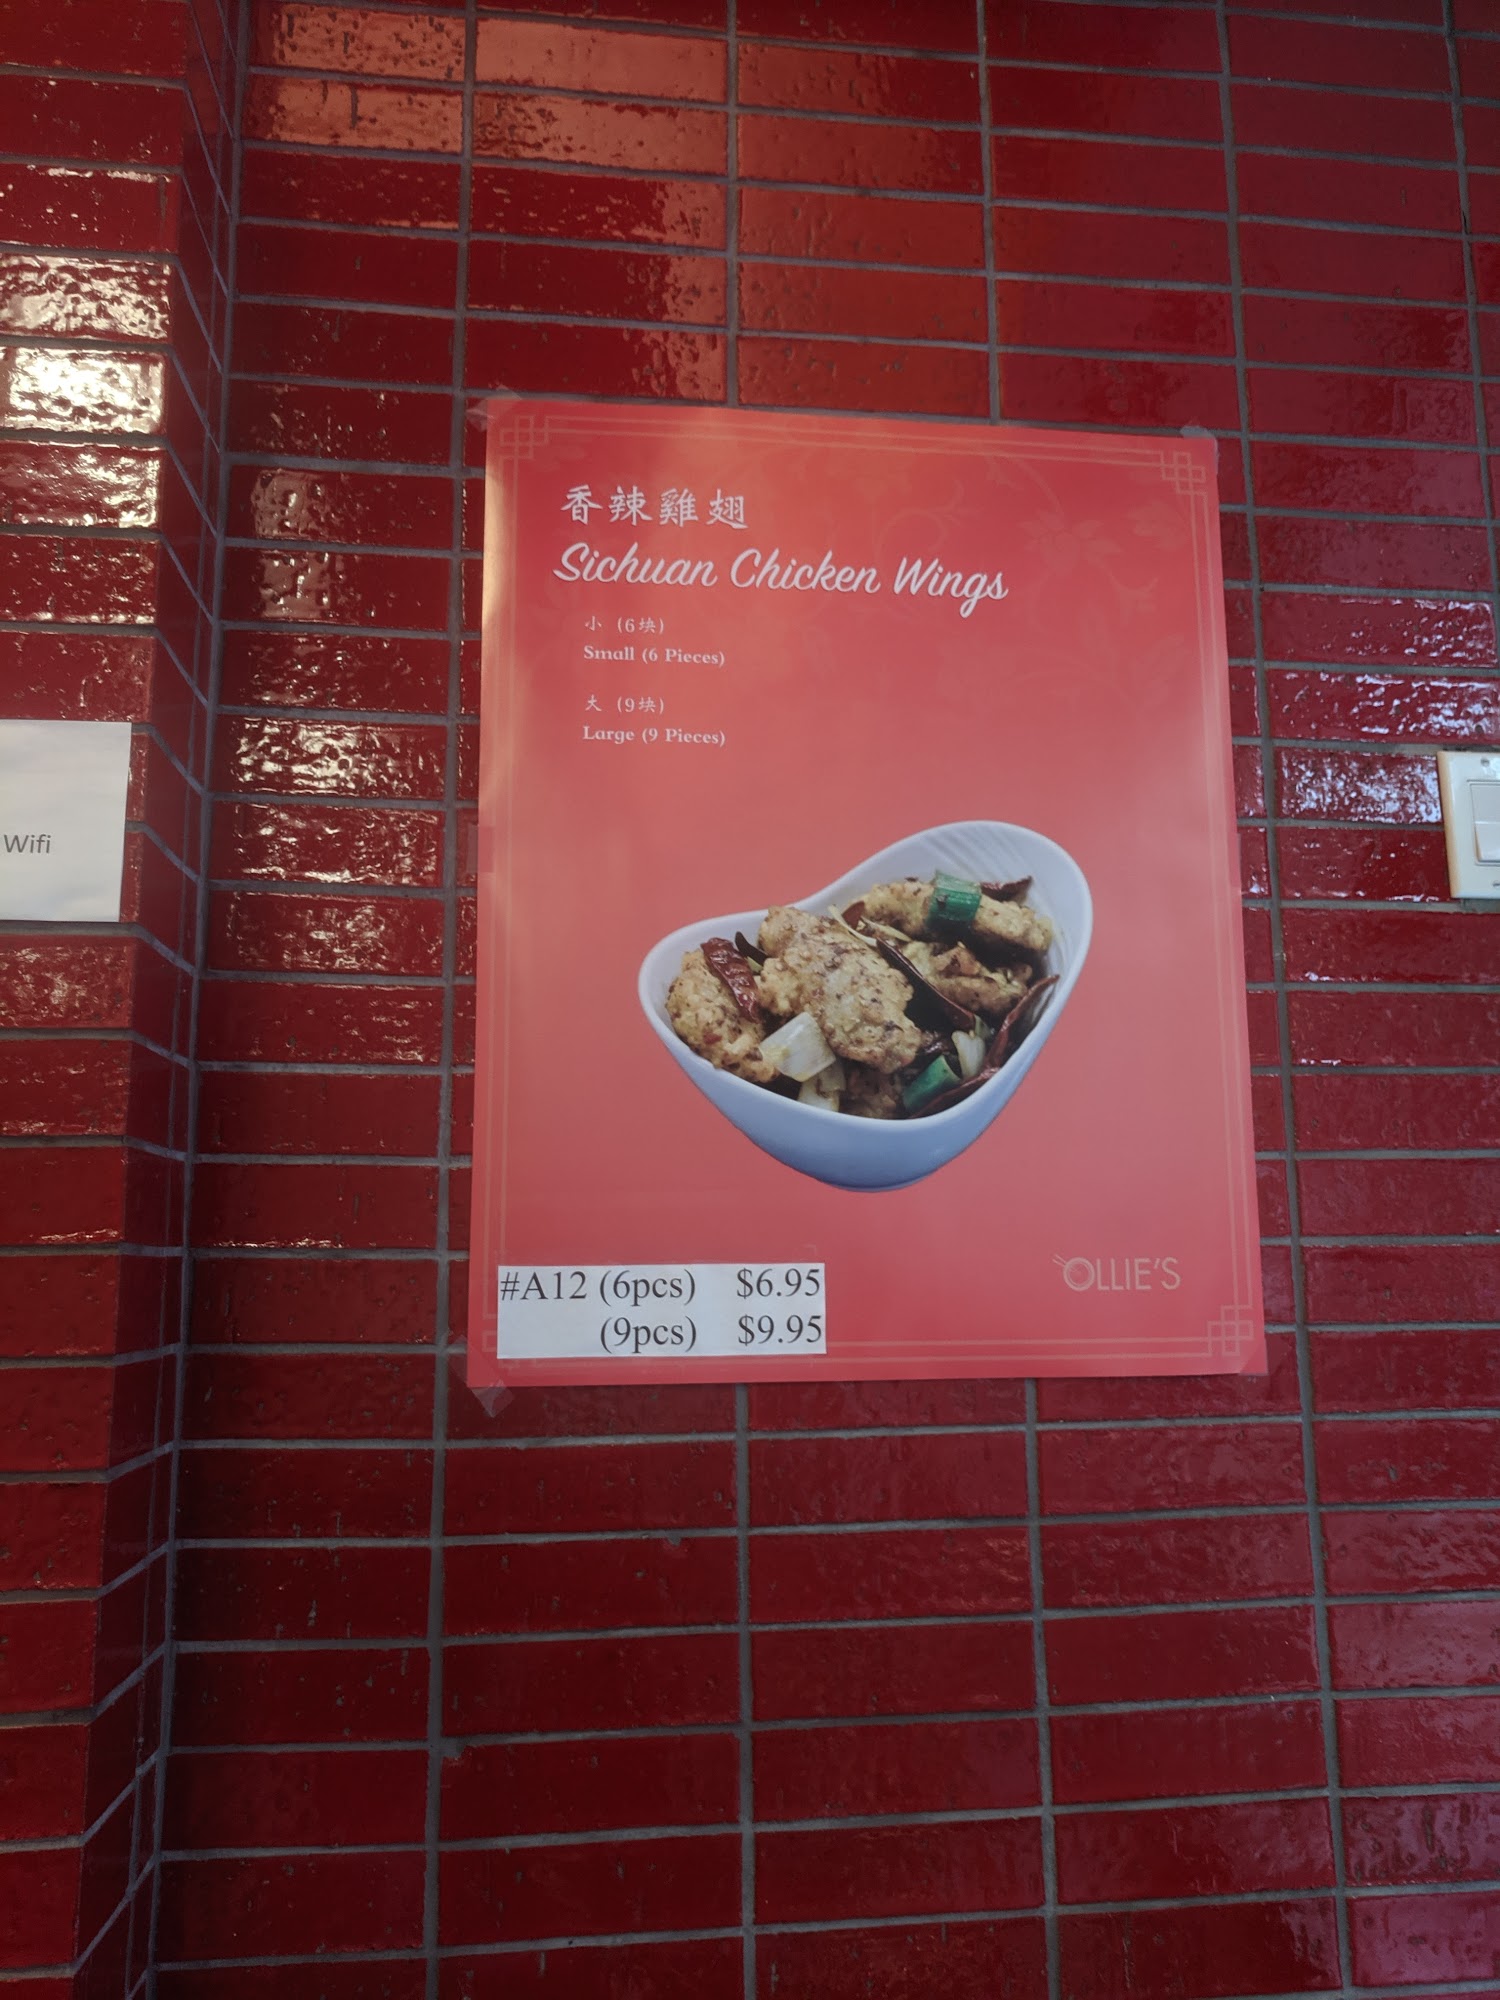 香辣雞翅
Sichuan Chicken Wings
小 (6块)
Small (6 Pieces)
大 (9块)
Large (9 Pieces)
Wifi
OLLIE'S
#A12 (6pcs) $6.95
(9pcs) $9.95